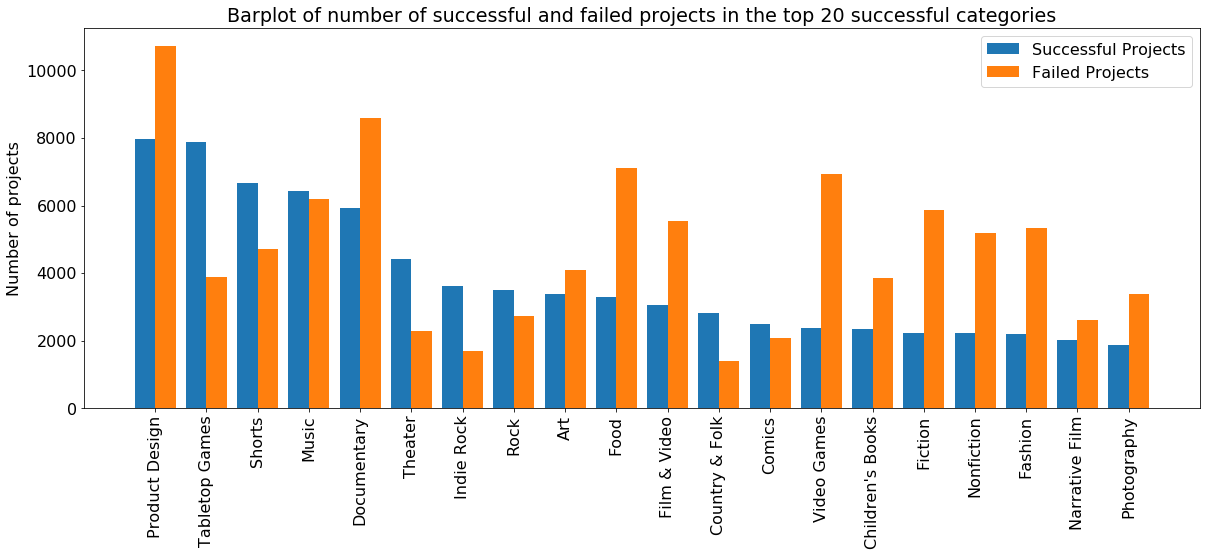 Barplot of number of successful and failed projects in the top 20 successful categories
Successful Projects
Failed Projects
Number of projects
10000
8000
6000
4000
2000
0
Product Design
Tabletop Games
Shorts
Music
Documentary
Theater
Indie Rock
Rock
Art
Food
Film & Video
Country & Folk
Comics
Video Games
Children's Books
Fiction
Nonfiction
Fashion
Narrative Film
Photography